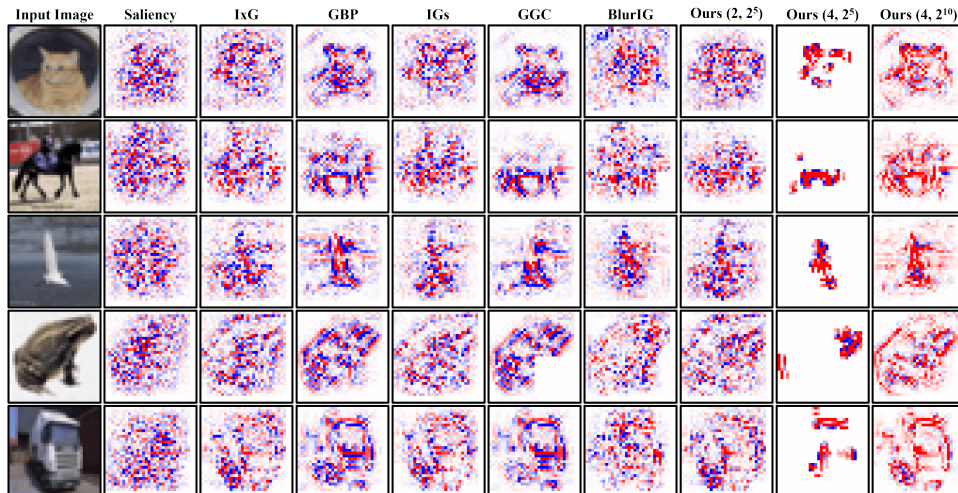 Input Image Saliency IxG GBP IGs GGC BlurIG Ours (2, 2⁵) Ours (4, 2⁵) Ours (4, 2¹⁰)